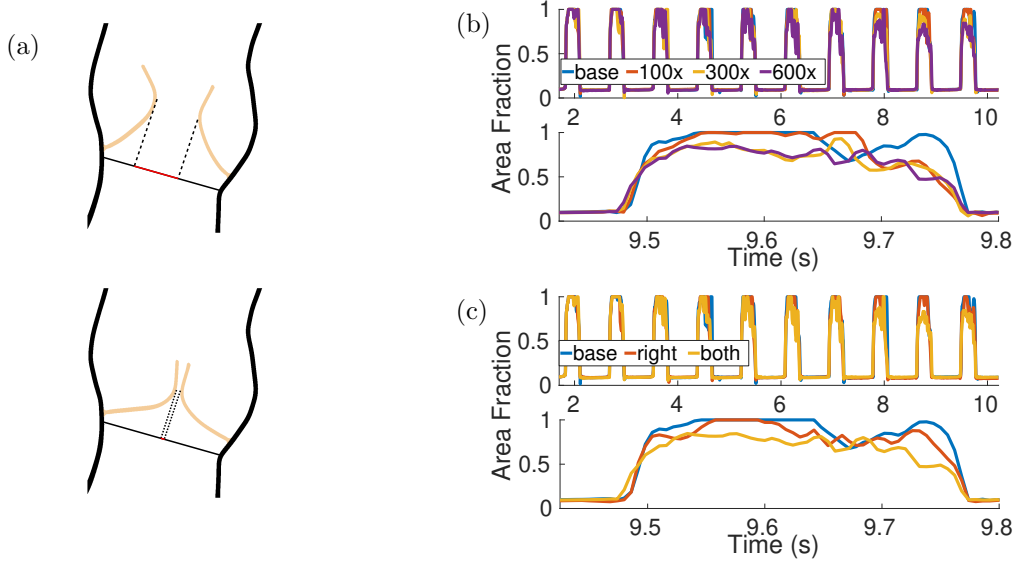 (a)
(b)
1
0.5
0
base 100x 300x 600x
2 4 6 8 10
Area Fraction
1
0.5
0
9.5 9.6 9.7 9.8
Time (s)
(c)
1
0.5
0
base right both
2 4 6 8 10
Area Fraction
1
0.5
0
9.5 9.6 9.7 9.8
Time (s)